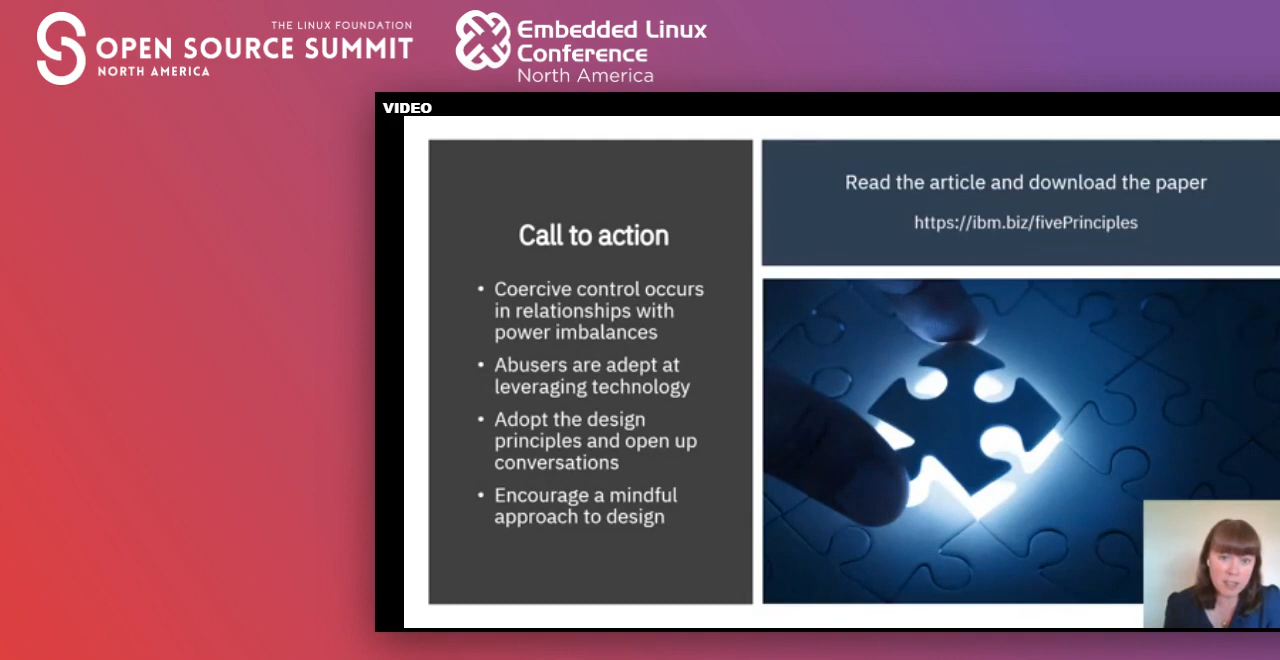 THE LINUX FOUNDATION
OPEN SOURCE SUMMIT
NORTH AMERICA
Embedded Linux
Conference
North America
VIDEO
Call to action
• Coercive control occurs
in relationships with
power imbalances
• Abusers are adept at
leveraging technology
• Adopt the design
principles and open up
conversations
• Encourage a mindful
approach to design
Read the article and download the paper
https://ibm.biz/fivePrinciples